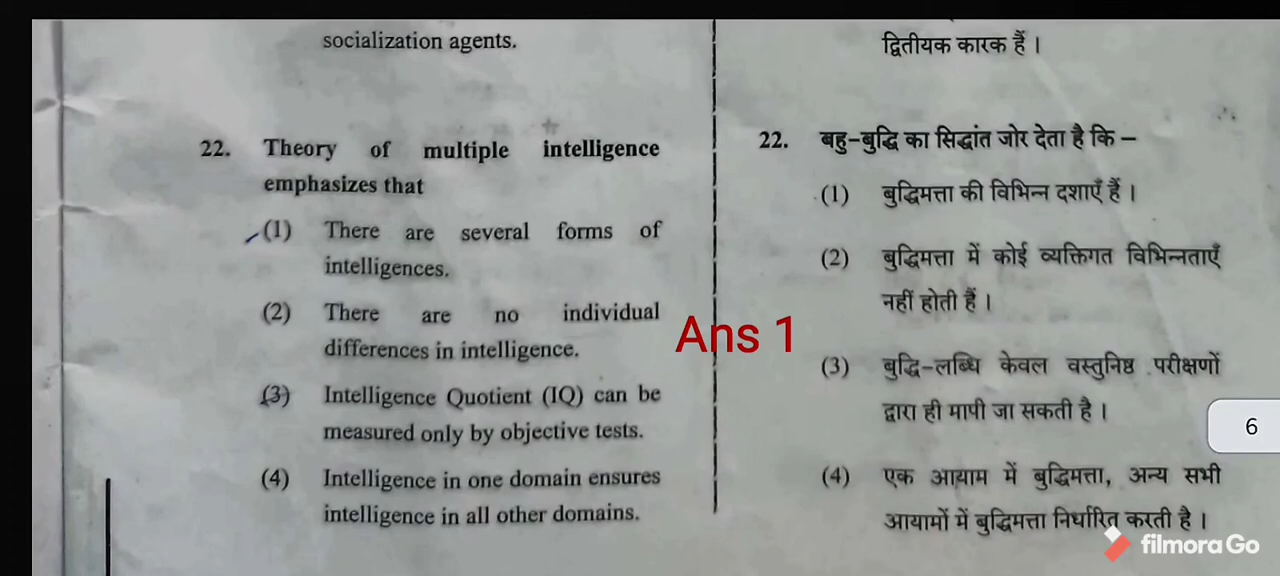 socialization agents.
22. Theory of multiple intelligence
emphasizes that
(1) There are several forms of
intelligences.
(2) There are no individual
differences in intelligence.
(3) Intelligence Quotient (IQ) can be
measured only by objective tests.
(4) Intelligence in one domain ensures
intelligence in all other domains.
Ans 1
द्वितीयक कारक हैं ।
22. बहु-बुद्धि का सिद्धांत जोर देता है कि –
(1) बुद्धिमत्ता की विभिन्न दशाएँ हैं ।
(2) बुद्धिमत्ता में कोई व्यक्तिगत विभिन्नताएँ
नहीं होती हैं ।
(3) बुद्धि-लब्धि केवल वस्तुनिष्ठ परीक्षणों
द्वारा ही मापी जा सकती है ।
(4) एक आयाम में बुद्धिमत्ता, अन्य सभी
आयामों में बुद्धिमत्ता निर्धारित करती है ।
6
filmoraGo